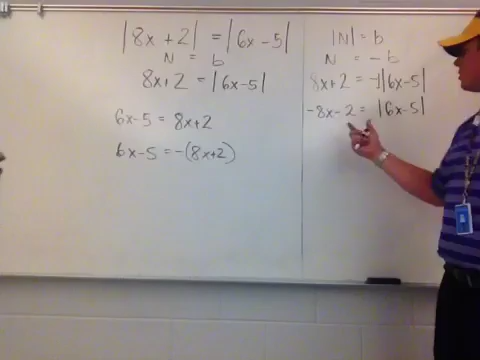 |8x + 2| = |6x - 5|
N = b
8x + 2 = |6x - 5|
6x - 5 = 8x + 2
6x - 5 = -(8x + 2)
|N| = b
N = - b
8x + 2 = -1|6x - 5|
-8x - 2 = |6x - 5|